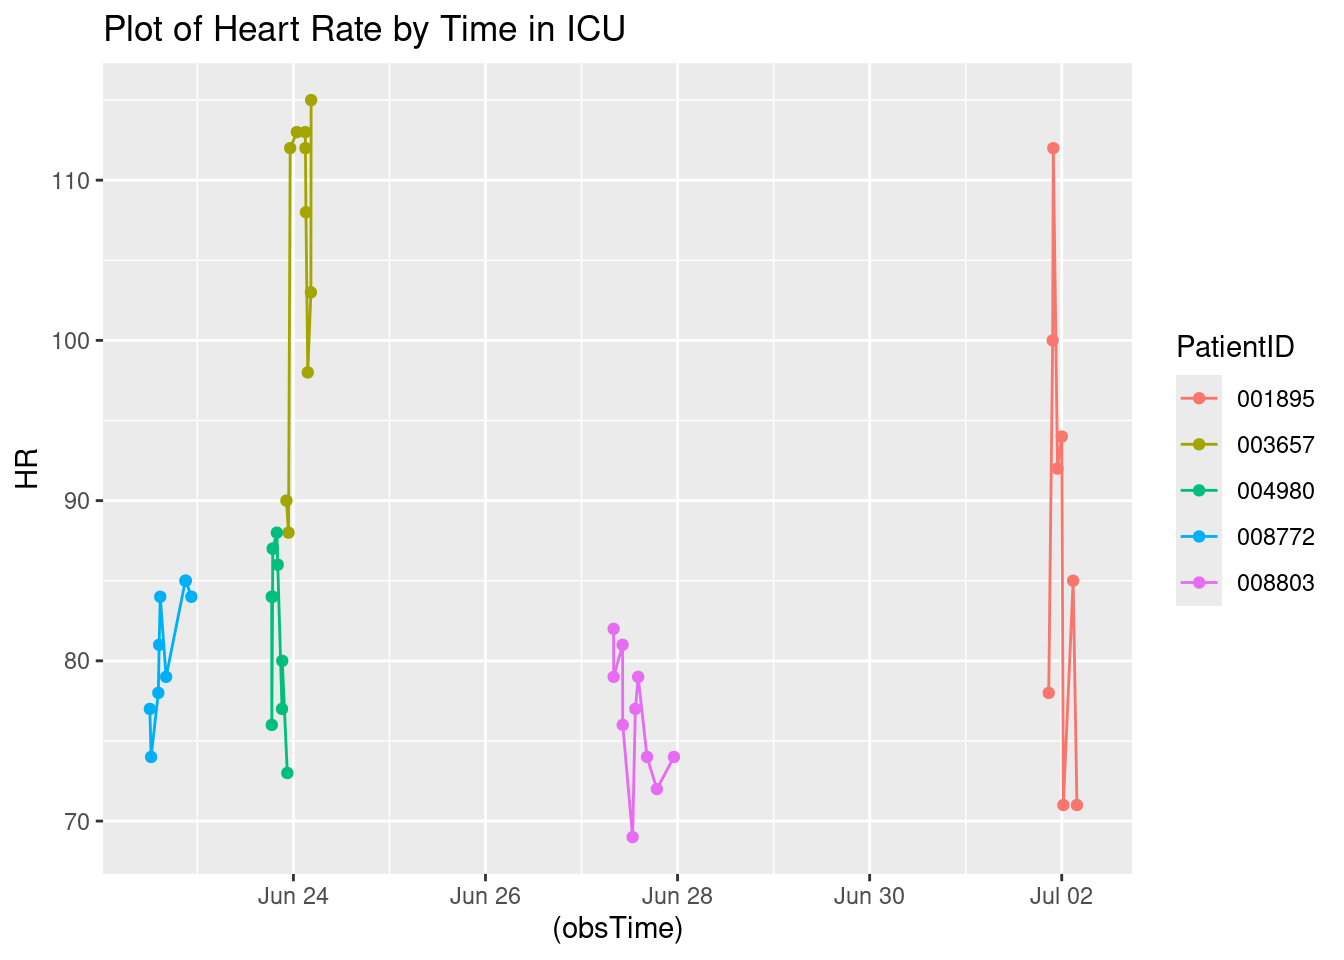 Plot of Heart Rate by Time in ICU
110
100
90
80
70
HR
Jun 24 Jun 26 Jun 28 Jun 30 Jul 02
(obsTime)
PatientID
001895
003657
004980
008772
008803